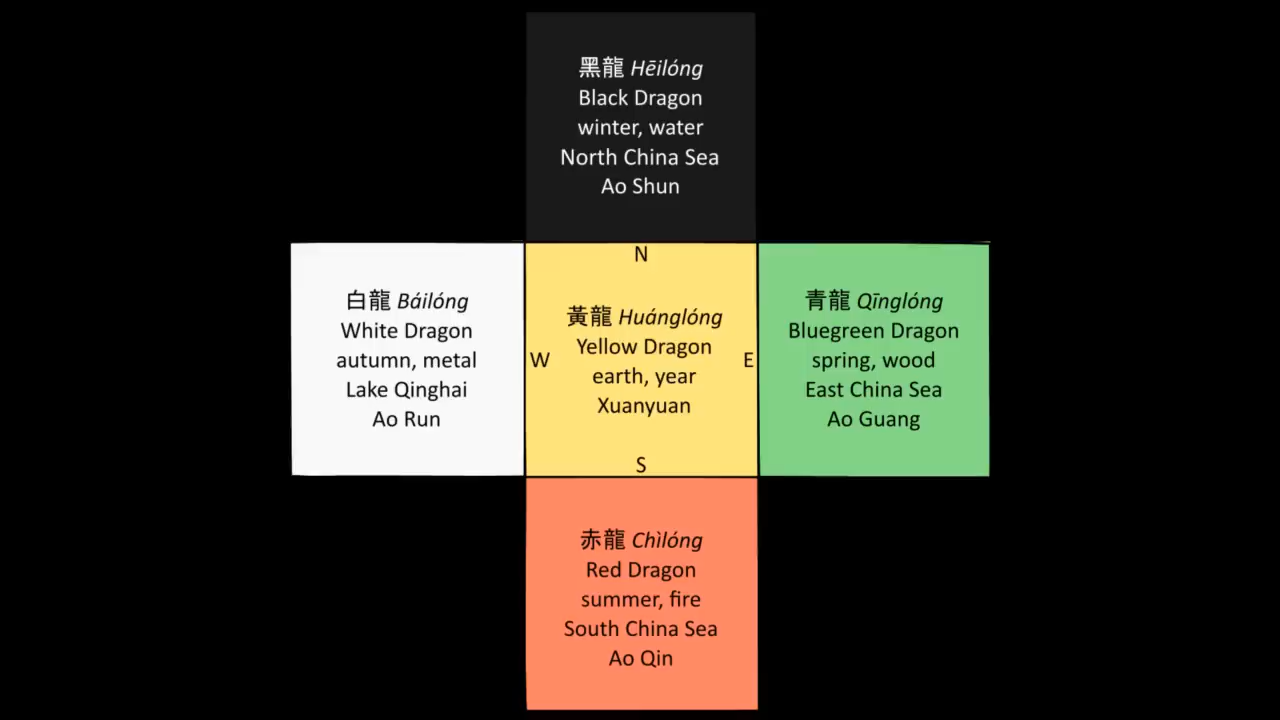 黑龍 Hēilóng
Black Dragon
winter, water
North China Sea
Ao Shun
白龍 Báilóng
White Dragon
autumn, metal
Lake Qinghai
Ao Run
N
W
黃龍 Huánglóng
Yellow Dragon
earth, year
Xuanyuan
E
S
青龍 Qīnglóng
Bluegreen Dragon
spring, wood
East China Sea
Ao Guang
赤龍 Chìlóng
Red Dragon
summer, fire
South China Sea
Ao Qin